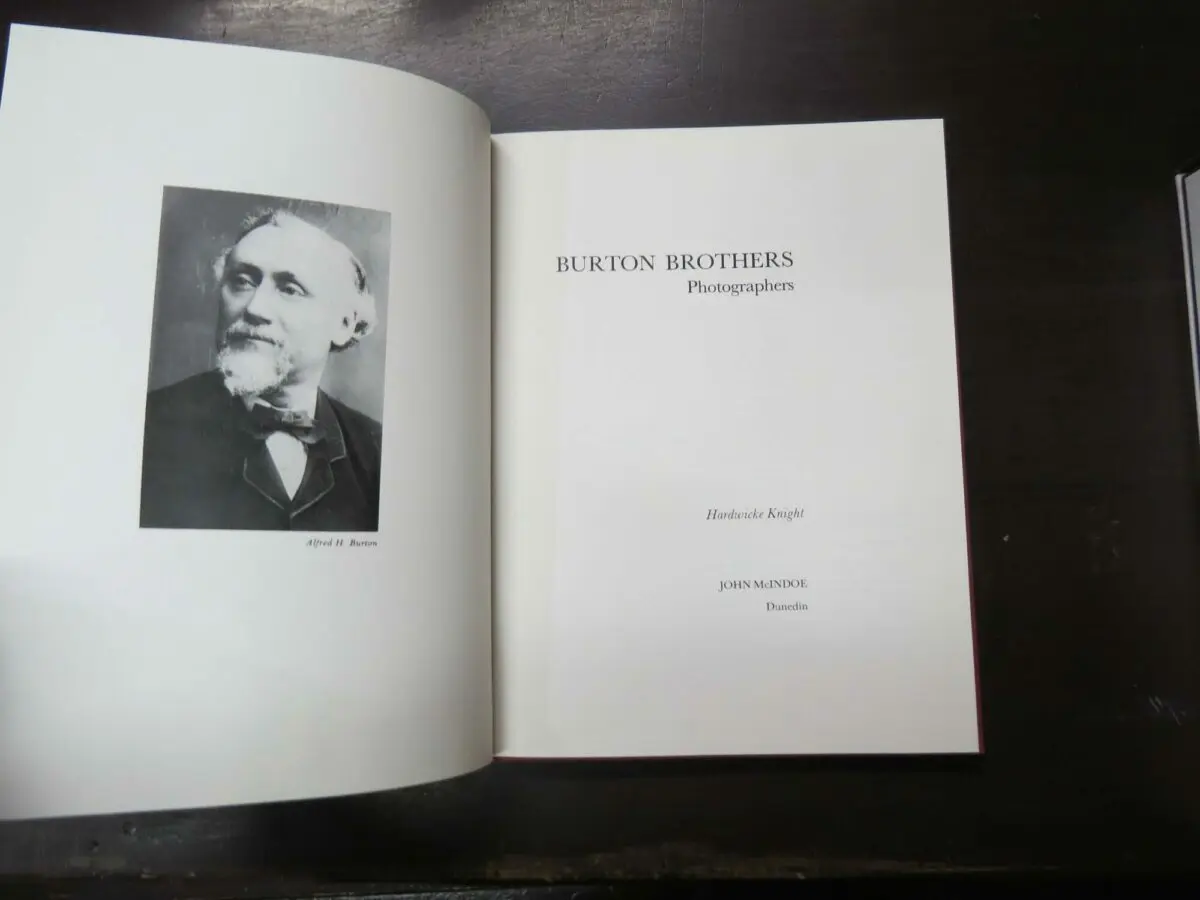 Alfred H. Burton
BURTON BROTHERS
Photographers
Hardwicke Knight
JOHN McINDOE
Dunedin